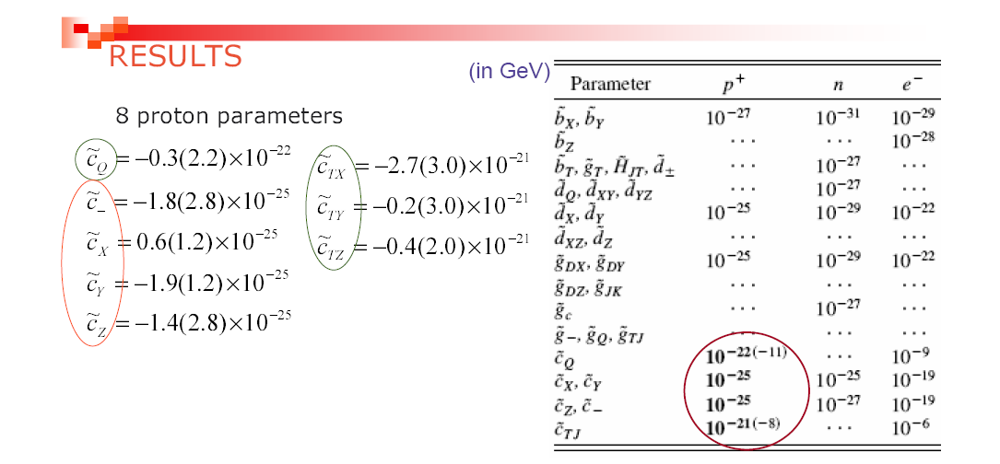 RESULTS
(in GeV)
8 proton parameters
c̃_Q = −0.3(2.2)×10^−22
c̃_− = −1.8(2.8)×10^−25
c̃_X = 0.6(1.2)×10^−25
c̃_Y = −1.9(1.2)×10^−25
c̃_Z = −1.4(2.8)×10^−25
c̃_TX = −2.7(3.0)×10^−21
c̃_TY = −0.2(3.0)×10^−21
c̃_TZ = −0.4(2.0)×10^−21
Parameter p^+ n e^−
b̃_X, b̃_Y 10^−27 10^−31 10^−29
b̃_Z ··· ··· 10^−28
b̃_T, g̃_T, H̃_JT, d̃_± ··· 10^−27 ···
d̃_Q, d̃_XY, d̃_YZ ··· 10^−27 ···
d̃_X, d̃_Y 10^−25 10^−29 10^−22
d̃_XZ, d̃_Z ··· ··· ···
g̃_DX, g̃_DY 10^−25 10^−29 10^−22
g̃_DZ, g̃_JK ··· ··· ···
g̃_c ··· 10^−27 ···
g̃_−, g̃_Q, g̃_TJ ··· ··· ···
c̃_Q 10^−22(−11) ··· 10^−9
c̃_X, c̃_Y 10^−25 10^−25 10^−19
c̃_Z, c̃_− 10^−25 10^−27 10^−19
c̃_TJ 10^−21(−8) ··· 10^−6